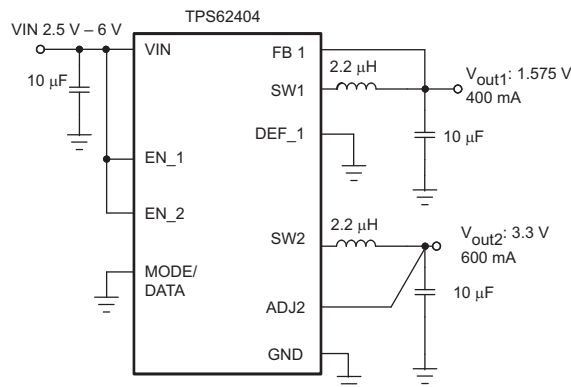 TPS62404
VIN 2.5 V – 6 V
VIN
FB 1
2.2 μH
10 μF
SW1
Vout1: 1.575 V
400 mA
DEF_1
10 μF
EN_1
EN_2
2.2 μH
SW2
Vout2: 3.3 V
600 mA
MODE/
DATA
10 μF
ADJ2
GND